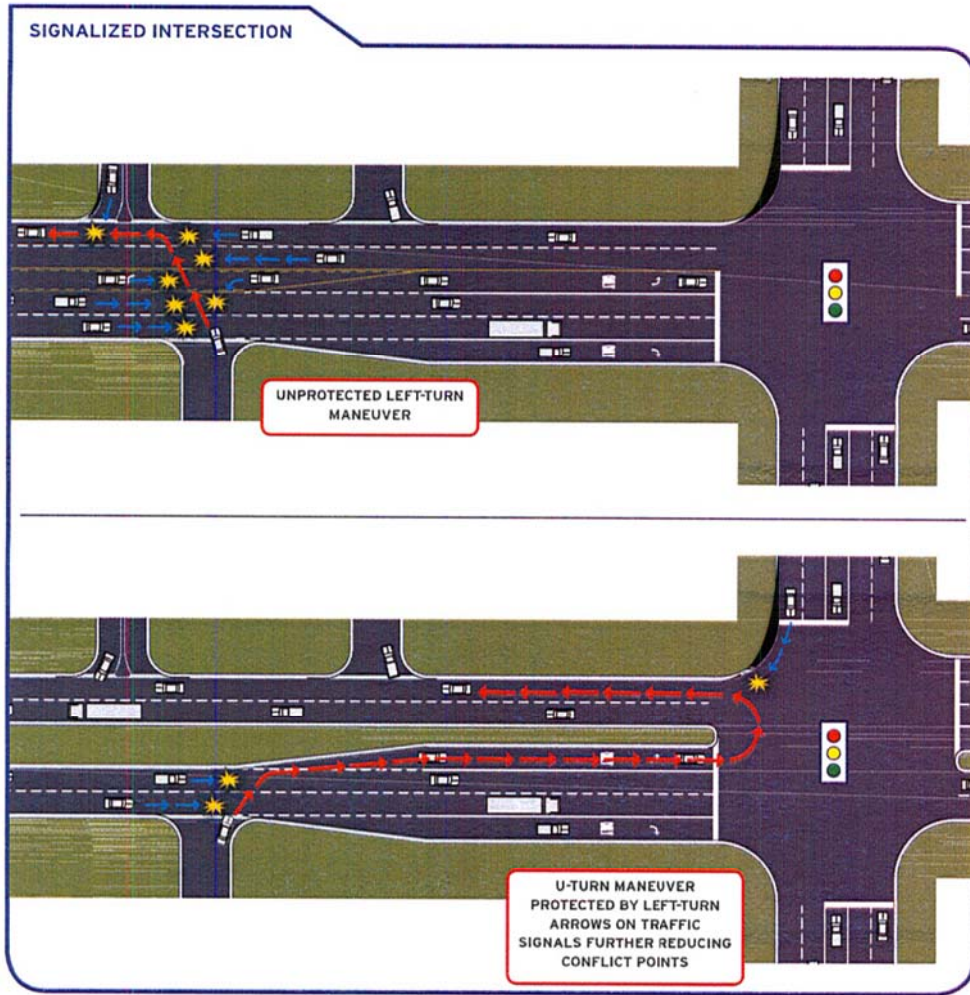 SIGNALIZED INTERSECTION
UNPROTECTED LEFT-TURN
MANEUVER
U-TURN MANEUVER
PROTECTED BY LEFT-TURN
ARROWS ON TRAFFIC
SIGNALS FURTHER REDUCING
CONFLICT POINTS